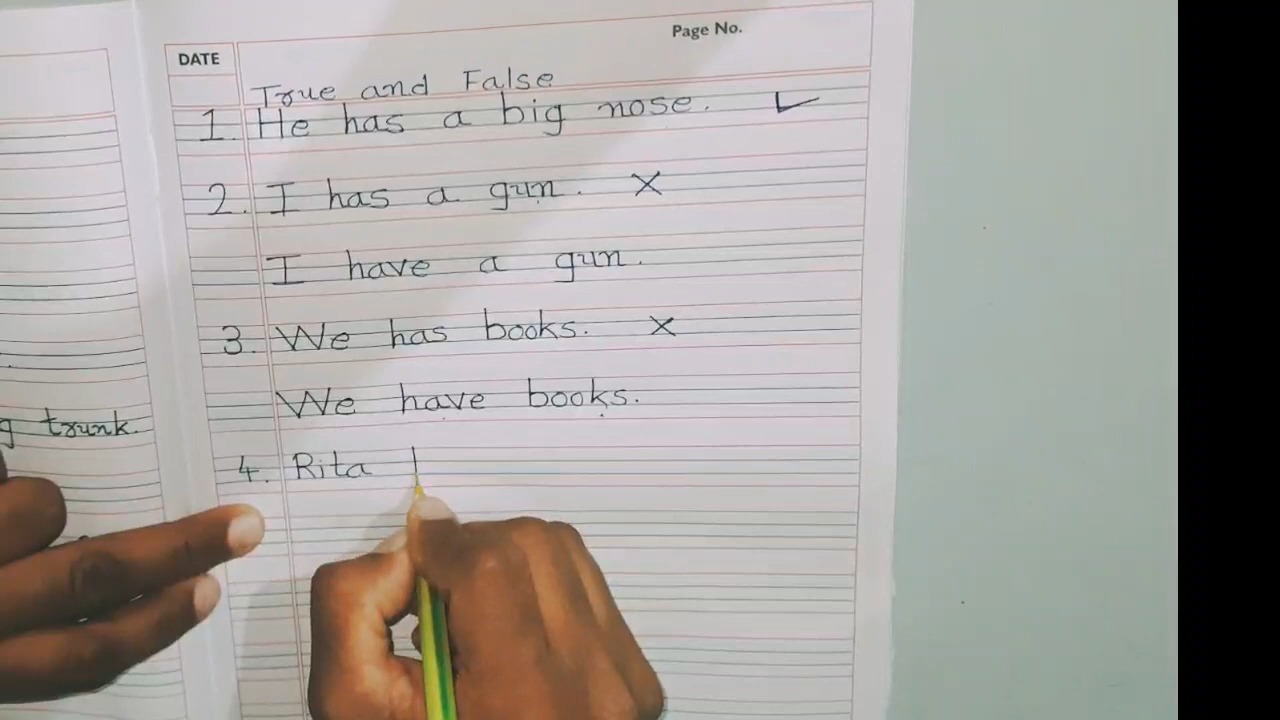 DATE
Page No.
True and False
1. He has a big nose. ✓
2. I has a gun. X
I have a gun.
3. We has books. X
We have books.
g trunk.
4. Rita